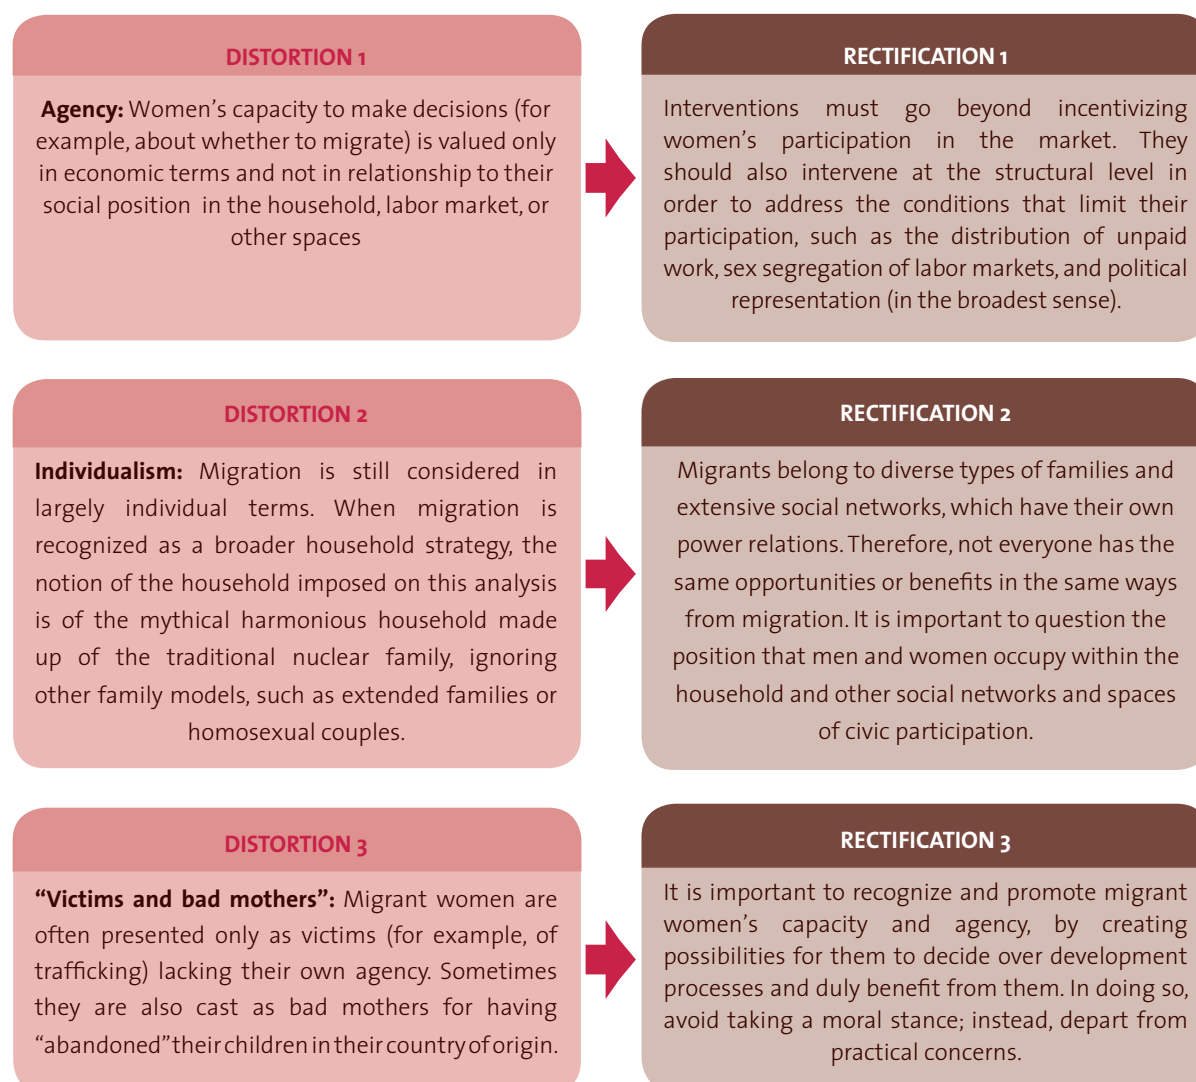 DISTORTION 1
Agency: Women’s capacity to make decisions (for
example, about whether to migrate) is valued only
in economic terms and not in relationship to their
social position in the household, labor market, or
other spaces
RECTIFICATION 1
Interventions must go beyond incentivizing
women’s participation in the market. They
should also intervene at the structural level in
order to address the conditions that limit their
participation, such as the distribution of unpaid
work, sex segregation of labor markets, and political
representation (in the broadest sense).
DISTORTION 2
Individualism: Migration is still considered in
largely individual terms. When migration is
recognized as a broader household strategy, the
notion of the household imposed on this analysis
is of the mythical harmonious household made
up of the traditional nuclear family, ignoring
other family models, such as extended families or
homosexual couples.
RECTIFICATION 2
Migrants belong to diverse types of families and
extensive social networks, which have their own
power relations. Therefore, not everyone has the
same opportunities or benefits in the same ways
from migration. It is important to question the
position that men and women occupy within the
household and other social networks and spaces
of civic participation.
DISTORTION 3
“Victims and bad mothers”: Migrant women are
often presented only as victims (for example, of
trafficking) lacking their own agency. Sometimes
they are also cast as bad mothers for having
“abandoned” their children in their country of origin.
RECTIFICATION 3
It is important to recognize and promote migrant
women’s capacity and agency, by creating
possibilities for them to decide over development
processes and duly benefit from them. In doing so,
avoid taking a moral stance; instead, depart from
practical concerns.